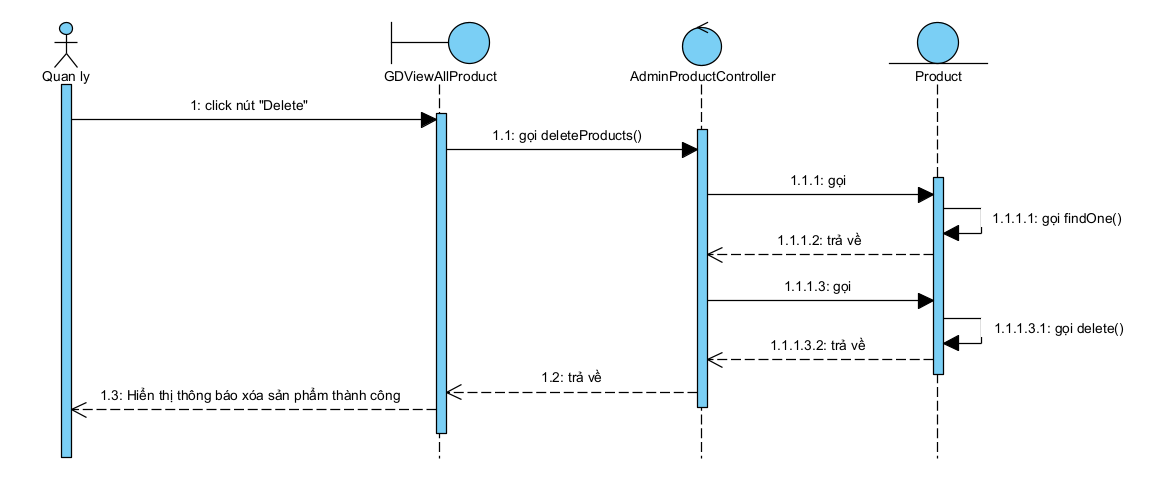 Quan ly
GDViewAllProduct
AdminProductController
Product
1: click nút "Delete"
1.1: gọi deleteProducts()
1.1.1: gọi
1.1.1.1: gọi findOne()
1.1.1.2: trả về
1.1.1.3: gọi
1.1.1.3.1: gọi delete()
1.1.1.3.2: trả về
1.2: trả về
1.3: Hiển thị thông báo xóa sản phẩm thành công